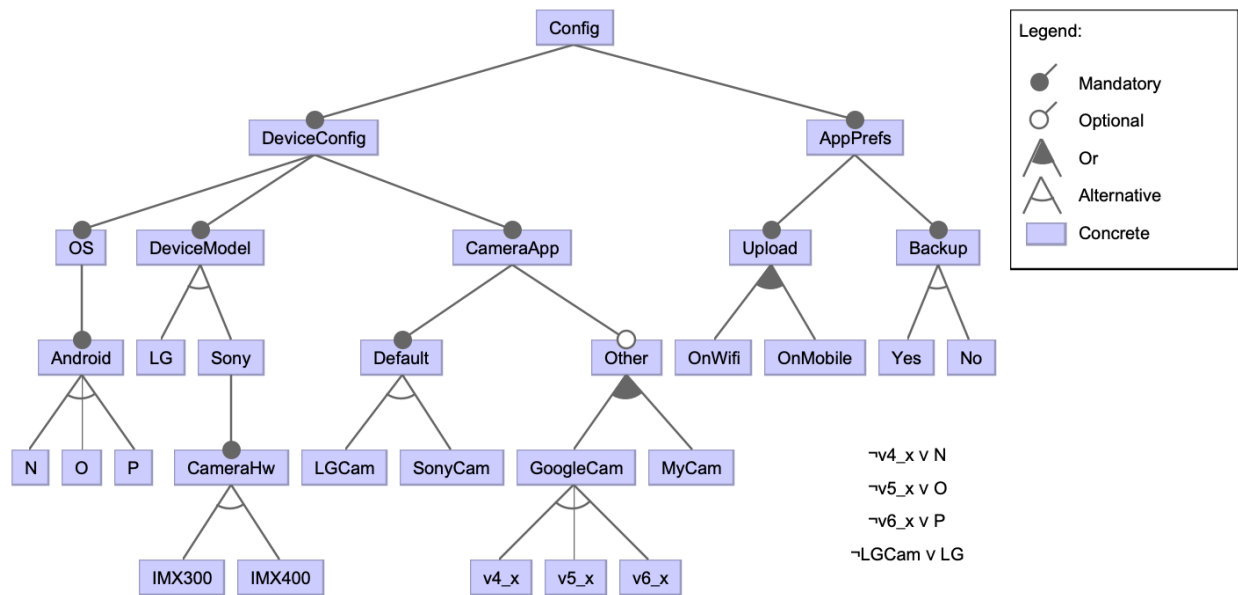 Config
Legend:
Mandatory
Optional
Or
Alternative
Concrete
DeviceConfig
AppPrefs
OS
DeviceModel
CameraApp
Upload
Backup
Android
LG
Sony
Default
Other
OnWifi
OnMobile
Yes
No
N
O
P
CameraHw
LGCam
SonyCam
GoogleCam
MyCam
IMX300
IMX400
v4_x
v5_x
v6_x
¬v4_x ∨ N
¬v5_x ∨ O
¬v6_x ∨ P
¬LGCam ∨ LG